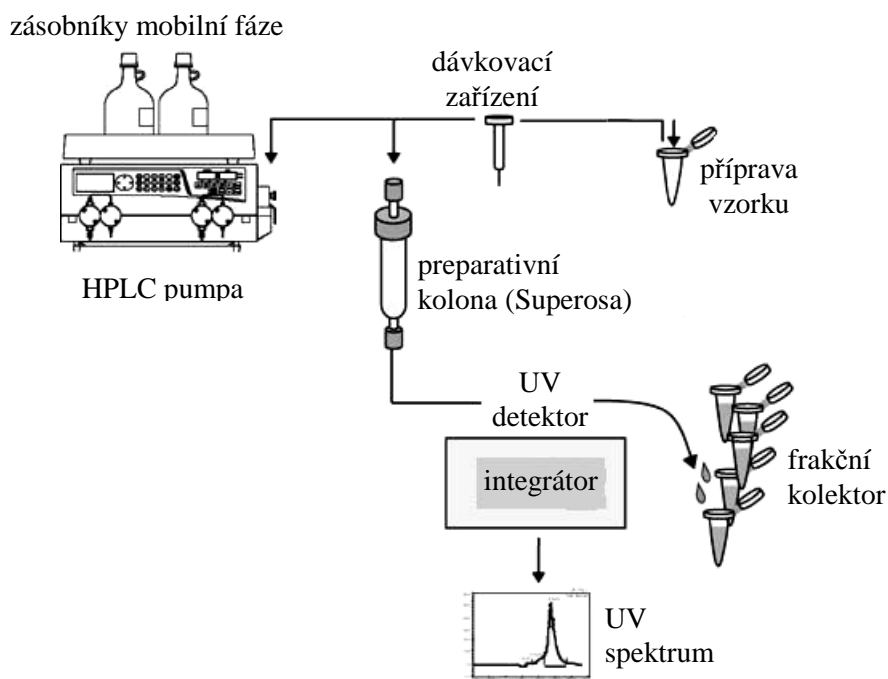 zásobníky mobilní fáze
dávkovací
zařízení
příprava
vzorku
HPLC pumpa
preparativní
kolona (Superosa)
UV
detektor
integrátor
frakční
kolektor
UV
spektrum